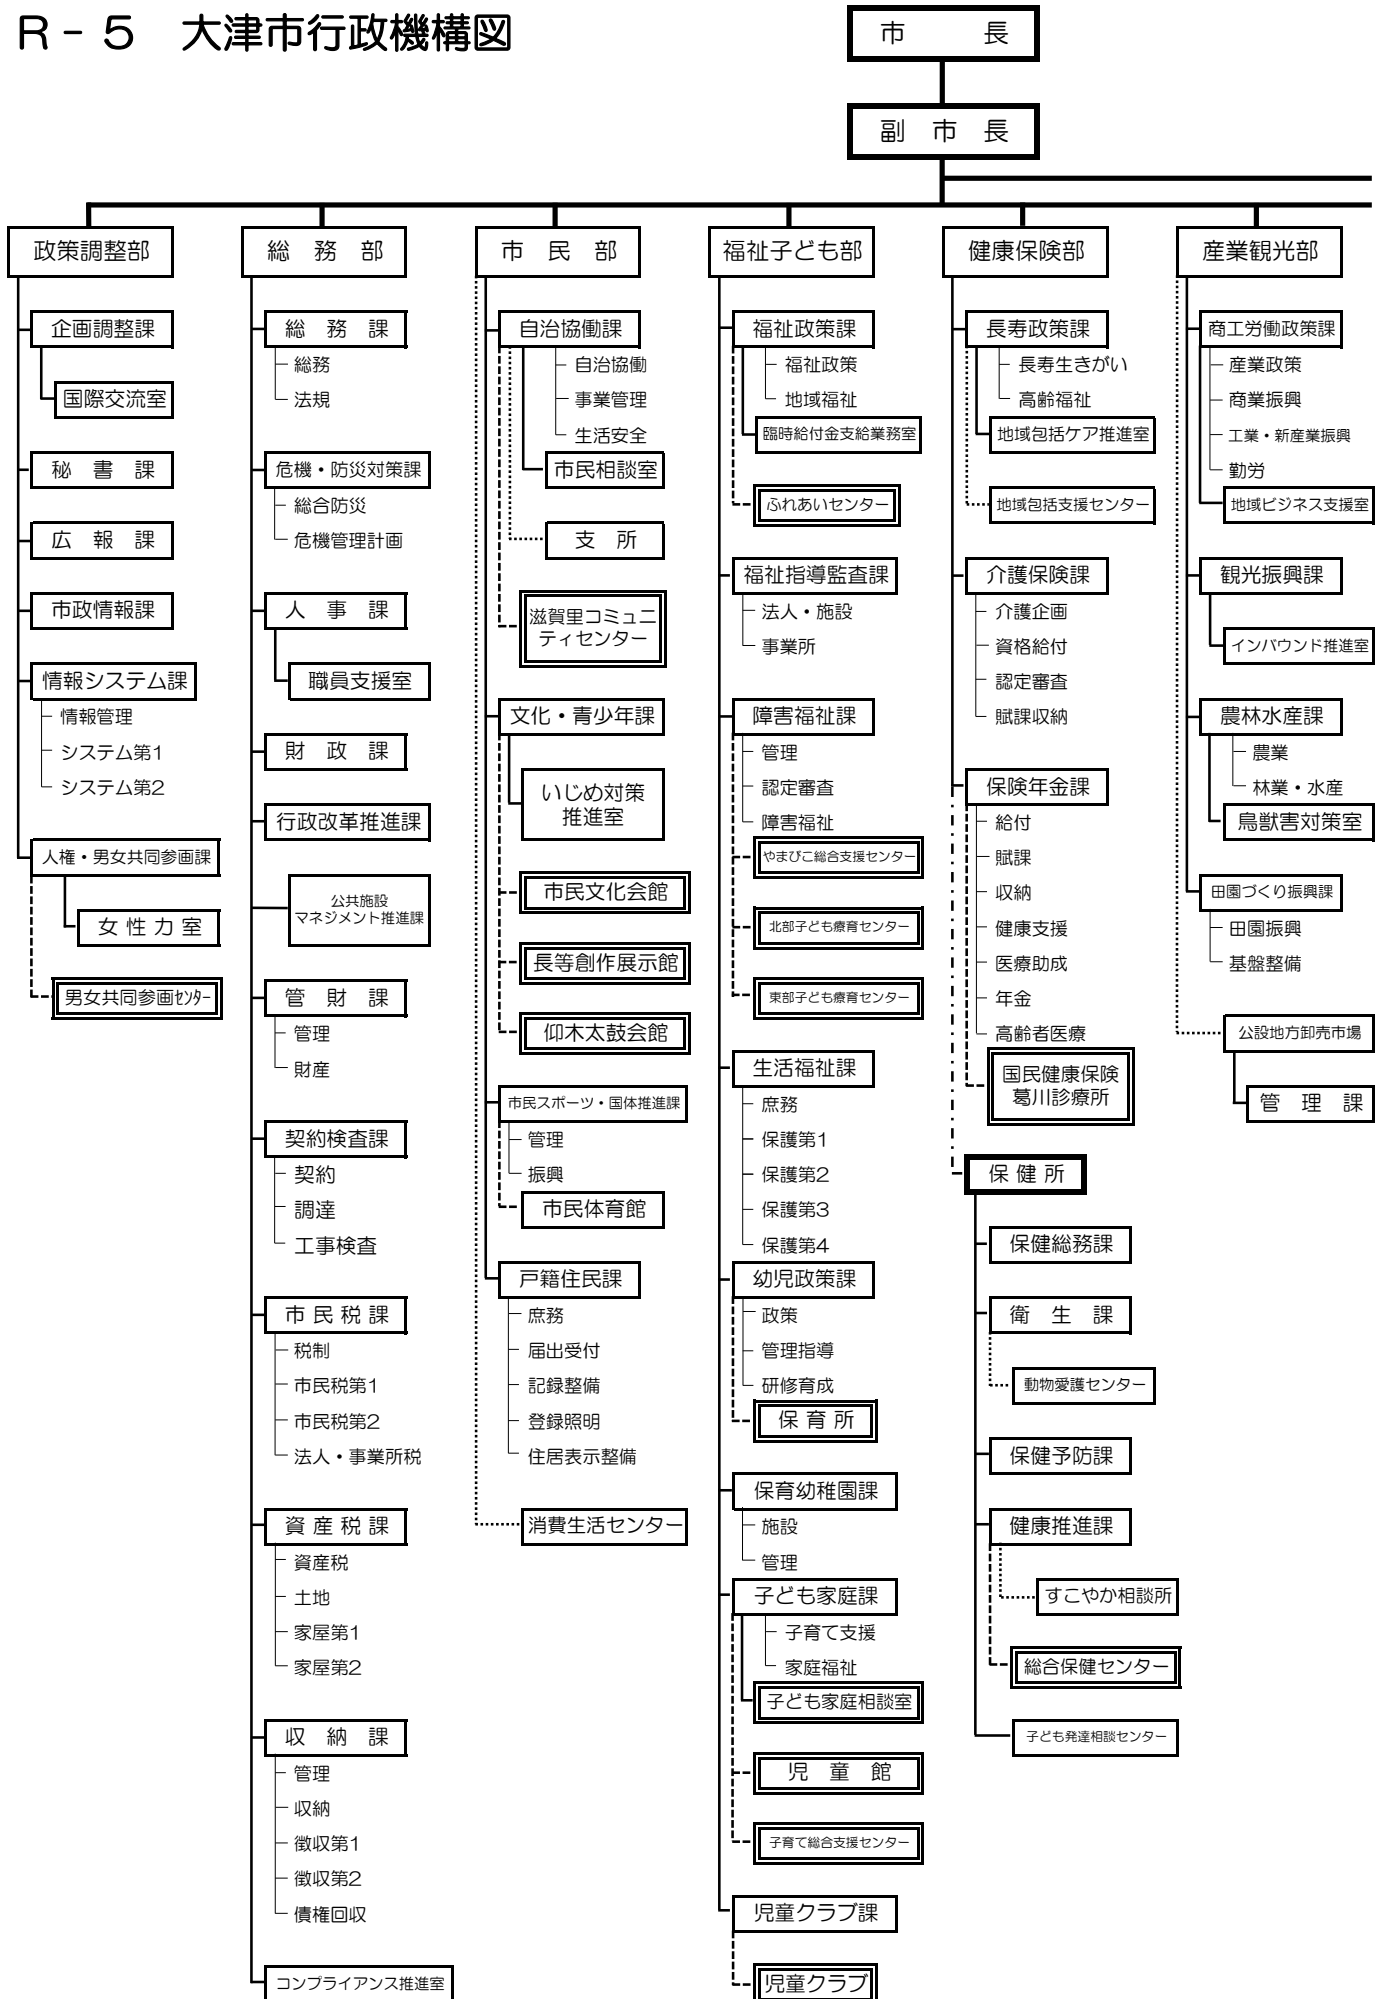 R-5　大津市行政機構図
市　長
副　市　長
政策調整部
企画調整課
国際交流室
秘　書　課
広　報　課
市政情報課
情報システム課
情報管理
システム第1
システム第2
人権・男女共同参画課
女性力室
男女共同参画ｾﾝﾀｰ
総　務　部
総　務　課
総務
法規
危機・防災対策課
総合防災
危機管理計画
人　事　課
職員支援室
財　政　課
行政改革推進課
公共施設
マネジメント推進課
管　財　課
管理
財産
契約検査課
契約
調達
工事検査
市民税課
税制
市民税第1
市民税第2
法人・事業所税
資産税課
資産税
土地
家屋第1
家屋第2
収　納　課
管理
収納
徴収第1
徴収第2
債権回収
コンプライアンス推進室
市　民　部
自治協働課
自治協働
事業管理
生活安全
市民相談室
支　所
滋賀里コミュニ
ティセンター
文化・青少年課
いじめ対策
推進室
市民文化会館
長等創作展示館
仰木太鼓会館
市民スポーツ・国体推進課
管理
振興
市民体育館
戸籍住民課
庶務
届出受付
記録整備
登録照明
住居表示整備
消費生活センター
福祉子ども部
福祉政策課
福祉政策
地域福祉
臨時給付金支給業務室
ふれあいセンター
福祉指導監査課
法人・施設
事業所
障害福祉課
管理
認定審査
障害福祉
やまびこ総合支援センター
北部子ども療育センター
東部子ども療育センター
生活福祉課
庶務
保護第1
保護第2
保護第3
保護第4
幼児政策課
政策
管理指導
研修育成
保育所
保育幼稚園課
施設
管理
子ども家庭課
子育て支援
家庭福祉
子ども家庭相談室
児　童　館
子育て総合支援センター
児童クラブ課
児童クラブ
健康保険部
長寿政策課
長寿生きがい
高齢福祉
地域包括ケア推進室
地域包括支援センター
介護保険課
介護企画
資格給付
認定審査
賦課収納
保険年金課
給付
賦課
収納
健康支援
医療助成
年金
高齢者医療
国民健康保険
葛川診療所
保健所
保健総務課
衛　生　課
動物愛護センター
保健予防課
健康推進課
すこやか相談所
総合保健センター
子ども発達相談センター
産業観光部
商工労働政策課
産業政策
商業振興
工業・新産業振興
勤労
地域ビジネス支援室
観光振興課
インバウンド推進室
農林水産課
農業
林業・水産
鳥獣害対策室
田園づくり振興課
田園振興
基盤整備
公設地方卸売市場
管　理　課